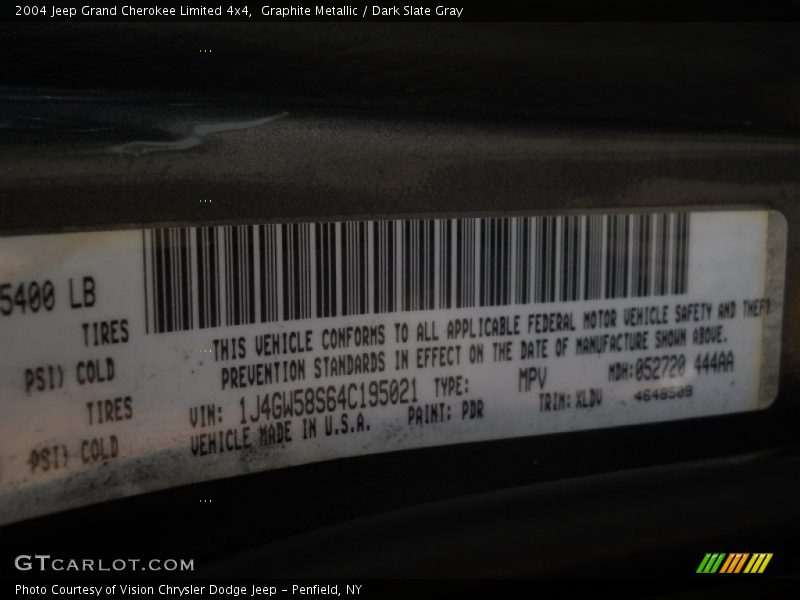 2004 Jeep Grand Cherokee Limited 4x4,  Graphite Metallic / Dark Slate Gray
5400 LB
TIRES
PSI) COLD
TIRES
PSI) COLD
THIS VEHICLE CONFORMS TO ALL APPLICABLE FEDERAL MOTOR VEHICLE SAFETY AND THEFT
PREVENTION STANDARDS IN EFFECT ON THE DATE OF MANUFACTURE SHOWN ABOVE.
VIN: 1J4GW58S64C195021 TYPE: MPV MDH:052720 444AA
VEHICLE MADE IN U.S.A. PAINT: PDR TRIM: XLDV 4648509
GTCARLOT.COM
Photo Courtesy of Vision Chrysler Dodge Jeep – Penfield, NY